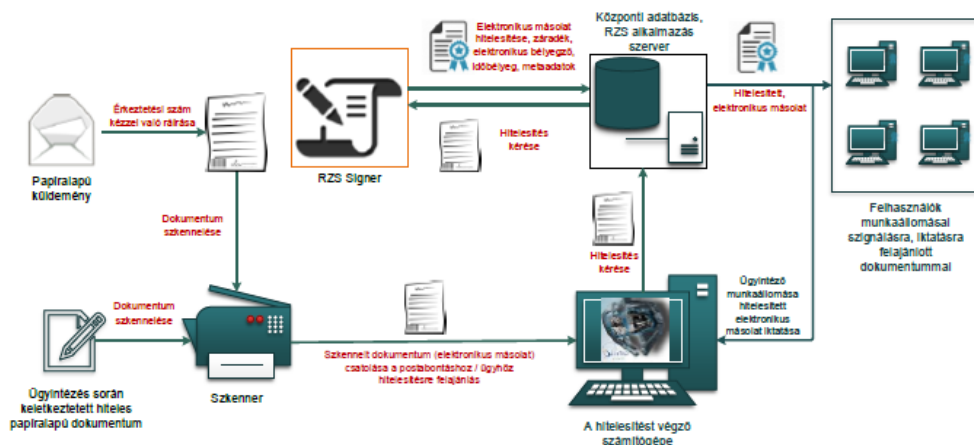 Elektronikus másolat
hitelesítése, záradék,
elektronikus bélyegző,
időbélyeg, metaadatok
Központi adatbázis,
RZS alkalmazás
szerver
Hitelesített,
elektronikus másolat
Érkeztetési szám
kézzel való ráírása
Papíralapú
küldemény
RZS Signer
Hitelesítés
kérése
Felhasználók
munkaállomásai
szignálásra, iktatásra
felajánlott
dokumentummal
Dokumentum
szkennelése
Hitelesítés
kérése
Ügyintéző
munkaállomása
hitelesített
elektronikus
másolat iktatása
Dokumentum
szkennelése
Szkennelt dokumentum (elektronikus másolat)
csatolása a postabontáshoz / ügyhöz
hitelesítésre felajánlás
Szkenner
Ügyintézés során
keletkeztetett hiteles
papíralapú dokumentum
A hitelesítést végző
számítógépe